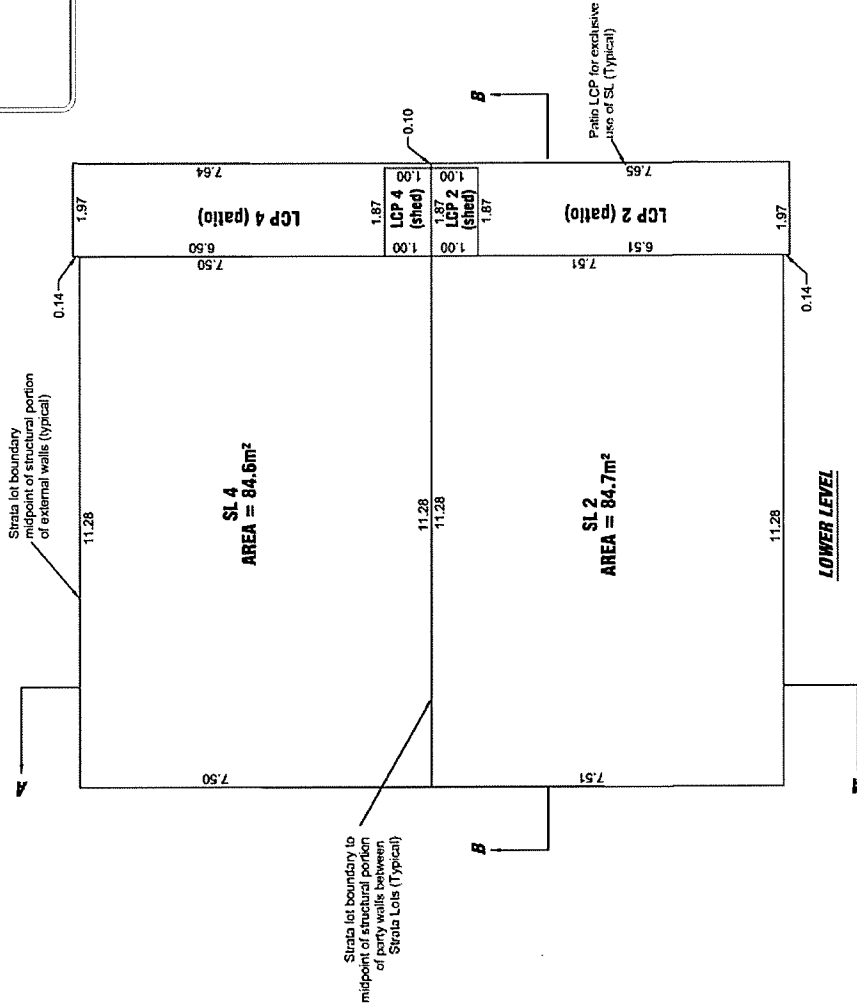 Strata lot boundary
midpoint of structural portion
of external walls (typical)
A
11.28
0.14
1.97
7.50
7.50
6.50
7.64
LCP 4 (patio)
SL 4
AREA = 84.6m²
1.87
1.00
LCP 4
(shed)
1.00
0.10
11.28
11.28
1.87
1.00
LCP 2
(shed)
1.00
1.87
B
Patio LCP for exclusive
use of SL (Typical)
Strata lot boundary to
midpoint of structural portion
of party walls between
Strata Lots (Typical)
B
SL 2
AREA = 84.7m²
7.51
7.51
6.51
7.65
LCP 2 (patio)
1.97
11.28
0.14
LOWER LEVEL